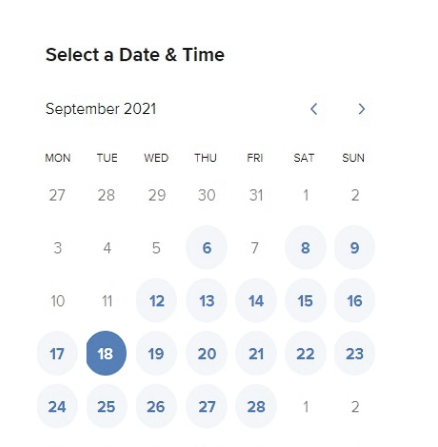 Select a Date & Time
September 2021
MON TUE WED THU FRI SAT SUN
27 28 29 30 31 1 2
3 4 5 6 7 8 9
10 11 12 13 14 15 16
17 18 19 20 21 22 23
24 25 26 27 28 1 2